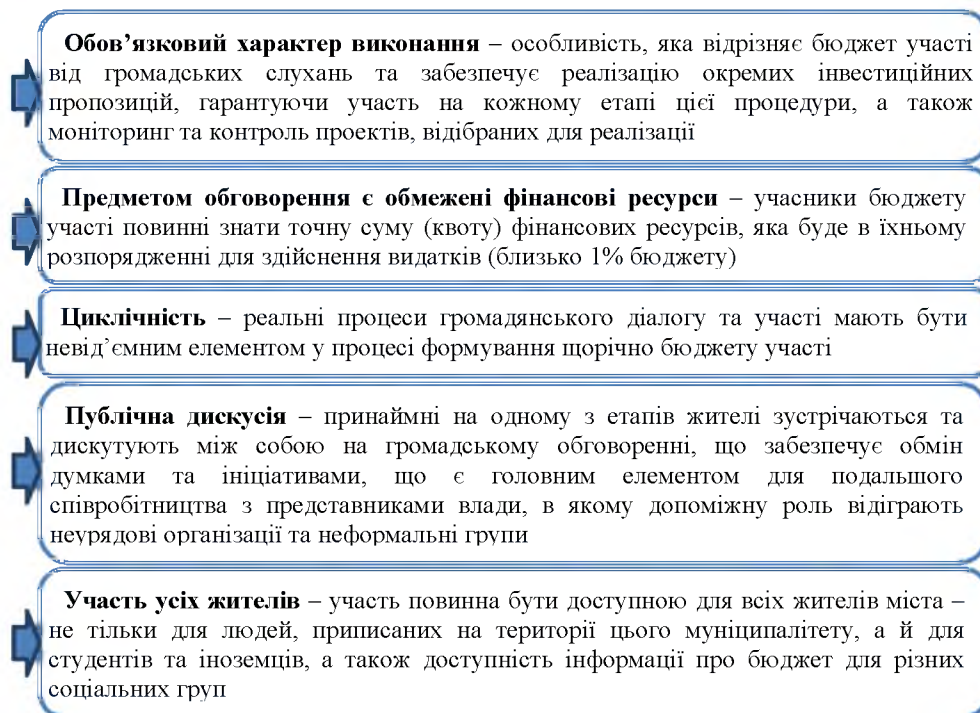 Обов’язковий характер виконання – особливість, яка відрізняє бюджет участі
від громадських слухань та забезпечує реалізацію окремих інвестиційних
пропозицій, гарантуючи участь на кожному етапі цієї процедури, а також
моніторинг та контроль проектів, відібраних для реалізації
Предметом обговорення є обмежені фінансові ресурси – учасники бюджету
участі повинні знати точну суму (квоту) фінансових ресурсів, яка буде в їхньому
розпорядженні для здійснення видатків (близько 1% бюджету)
Циклічність – реальні процеси громадянського діалогу та участі мають бути
невід’ємним елементом у процесі формування щорічно бюджету участі
Публічна дискусія – принаймні на одному з етапів жителі зустрічаються та
дискутують між собою на громадському обговоренні, що забезпечує обмін
думками та ініціативами, що є головним елементом для подальшого
співробітництва з представниками влади, в якому допоміжну роль відіграють
неурядові організації та неформальні групи
Участь усіх жителів – участь повинна бути доступною для всіх жителів міста –
не тільки для людей, приписаних на території цього муніципалітету, а й для
студентів та іноземців, а також доступність інформації про бюджет для різних
соціальних груп